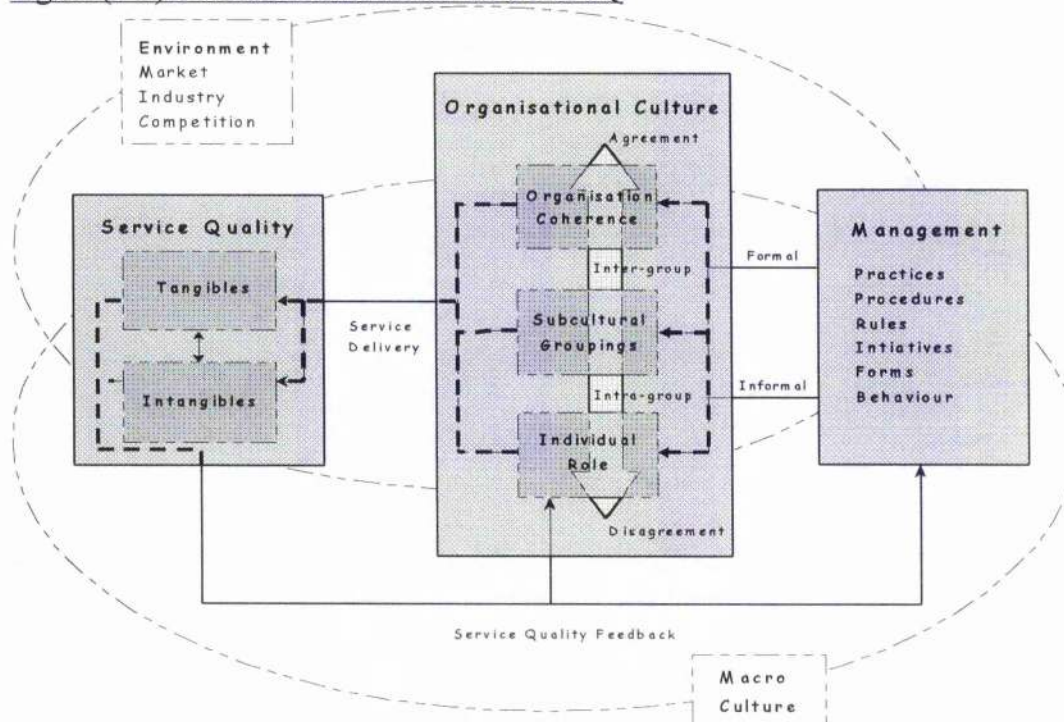 Environment
Market
Industry
Competition
Organisational Culture
Agreement
Organisation
Coherence
Service Quality
Management
Tangibles
Inter-group
Formal
Practices
Procedures
Rules
Intiatives
Forms
Behaviour
Service
Delivery
Subcultural
Groupings
Intangibles
Intra-group
Informal
Individual
Role
Disagreement
Service Quality Feedback
Macro
Culture